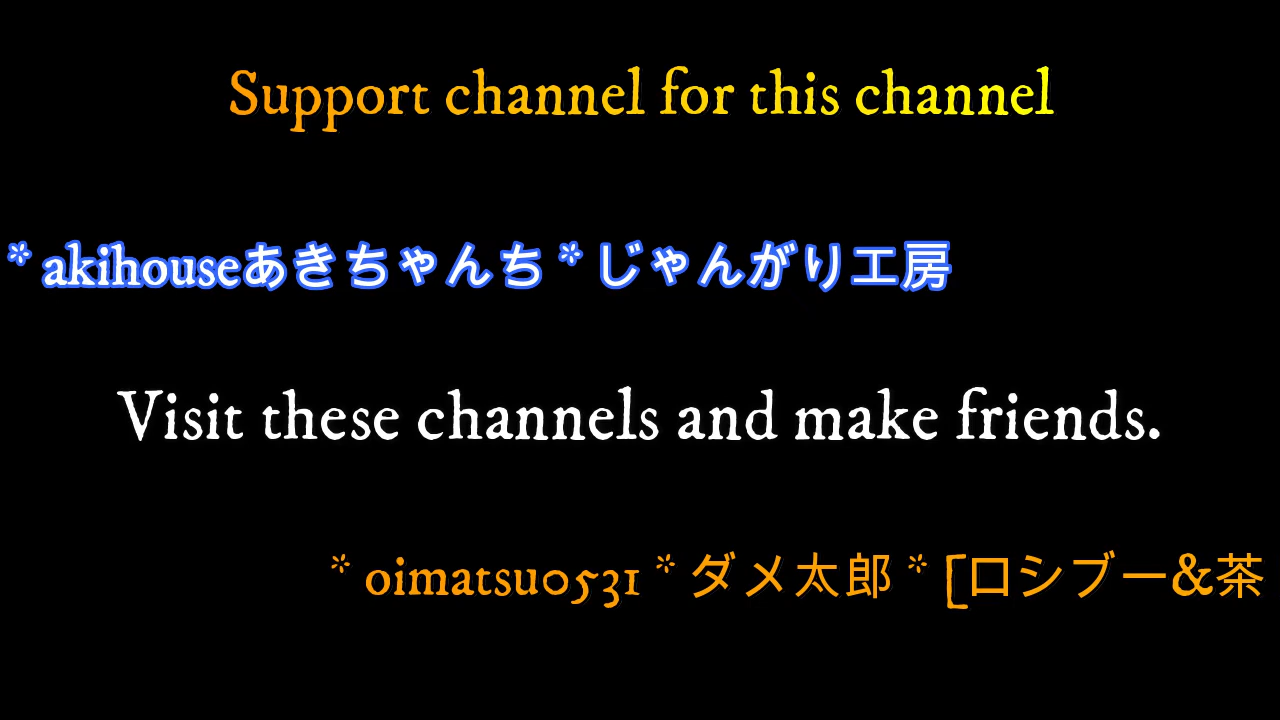 Support channel for this channel
* akihouseあきちゃんち * じゃんがり工房
Visit these channels and make friends.
* oimatsu0531 * ダメ太郎 * [ロシブー&茶